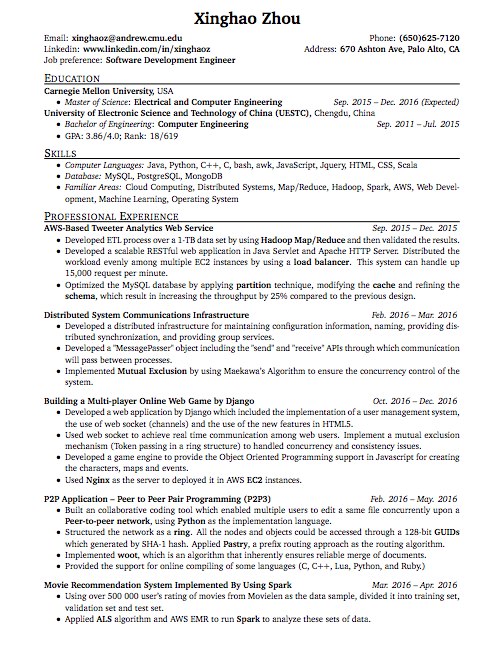 Xinghao Zhou
Email: xinghaoz@andrew.cmu.edu Phone: (650)625-7120
Linkedin: www.linkedin.com/in/xinghaoz Address: 670 Ashton Ave, Palo Alto, CA
Job preference: Software Development Engineer
EDUCATION
Carnegie Mellon University, USA
• Master of Science: Electrical and Computer Engineering Sep. 2015 – Dec. 2016 (Expected)
University of Electronic Science and Technology of China (UESTC), Chengdu, China
• Bachelor of Engineering: Computer Engineering Sep. 2011 – Jul. 2015
• GPA: 3.86/4.0; Rank: 18/619
SKILLS
• Computer Languages: Java, Python, C++, C, bash, awk, JavaScript, Jquery, HTML, CSS, Scala
• Database: MySQL, PostgreSQL, MongoDB
• Familiar Areas: Cloud Computing, Distributed Systems, Map/Reduce, Hadoop, Spark, AWS, Web Devel-
opment, Machine Learning, Operating System
PROFESSIONAL EXPERIENCE
AWS-Based Tweeter Analytics Web Service Sep. 2015 – Dec. 2015
• Developed ETL process over a 1-TB data set by using Hadoop Map/Reduce and then validated the results.
• Developed a scalable RESTful web application in Java Servlet and Apache HTTP Server. Distributed the
workload evenly among multiple EC2 instances by using a load balancer. This system can handle up
15,000 request per minute.
• Optimized the MySQL database by applying partition technique, modifying the cache and refining the
schema, which result in increasing the throughput by 25% compared to the previous design.
Distributed System Communications Infrastructure Feb. 2016 – Mar. 2016
• Developed a distributed infrastructure for maintaining configuration information, naming, providing dis-
tributed synchronization, and providing group services.
• Developed a "MessagePasser" object including the "send" and "receive" APIs through which communication
will pass between processes.
• Implemented Mutual Exclusion by using Maekawa's Algorithm to ensure the concurrency control of the
system.
Building a Multi-player Online Web Game by Django Oct. 2016 – Dec. 2016
• Developed a web application by Django which included the implementation of a user management system,
the use of web socket (channels) and the use of the new features in HTML5.
• Used web socket to achieve real time communication among web users. Implement a mutual exclusion
mechanism (Token passing in a ring structure) to handled concurrency and consistency issues.
• Developed a game engine to provide the Object Oriented Programming support in Javascript for creating
the characters, maps and events.
• Used Nginx as the server to deployed it in AWS EC2 instances.
P2P Application – Peer to Peer Pair Programming (P2P3) Feb. 2016 – May. 2016
• Built an collaborative coding tool which enabled multiple users to edit a same file concurrently upon a
Peer-to-peer network, using Python as the implementation language.
• Structured the network as a ring. All the nodes and objects could be accessed through a 128-bit GUIDs
which generated by SHA-1 hash. Applied Pastry, a prefix routing approach as the routing algorithm.
• Implemented woot, which is an algorithm that inherently ensures reliable merge of documents.
• Provided the support for online compiling of some languages (C, C++, Lua, Python, and Ruby.)
Movie Recommendation System Implemented By Using Spark Mar. 2016 – Apr. 2016
• Using over 500 000 user's rating of movies from Movielen as the data sample, divided it into training set,
validation set and test set.
• Applied ALS algorithm and AWS EMR to run Spark to analyze these sets of data.